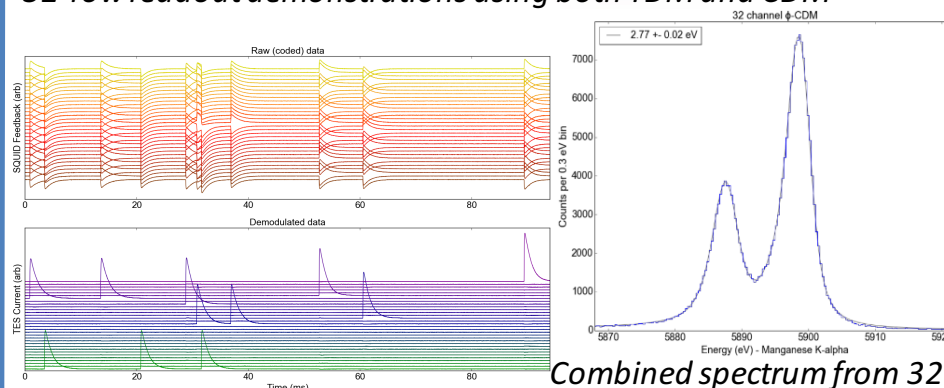 32-row readout demonstrations using both TDM and CDM
Raw (coded) data
SQUID Feedback (arb)
0 20 40 60 80
Demodulated data
TES Current (arb)
0 20 40 60 80
Time (ms)
32 channel ϕ-CDM
2.77 +- 0.02 eV
Counts per 0.3 eV bin
7000
6000
5000
4000
3000
2000
1000
0
5870 5880 5890 5900 5910
Energy (eV) - Manganese K-alpha
Combined spectrum from 32